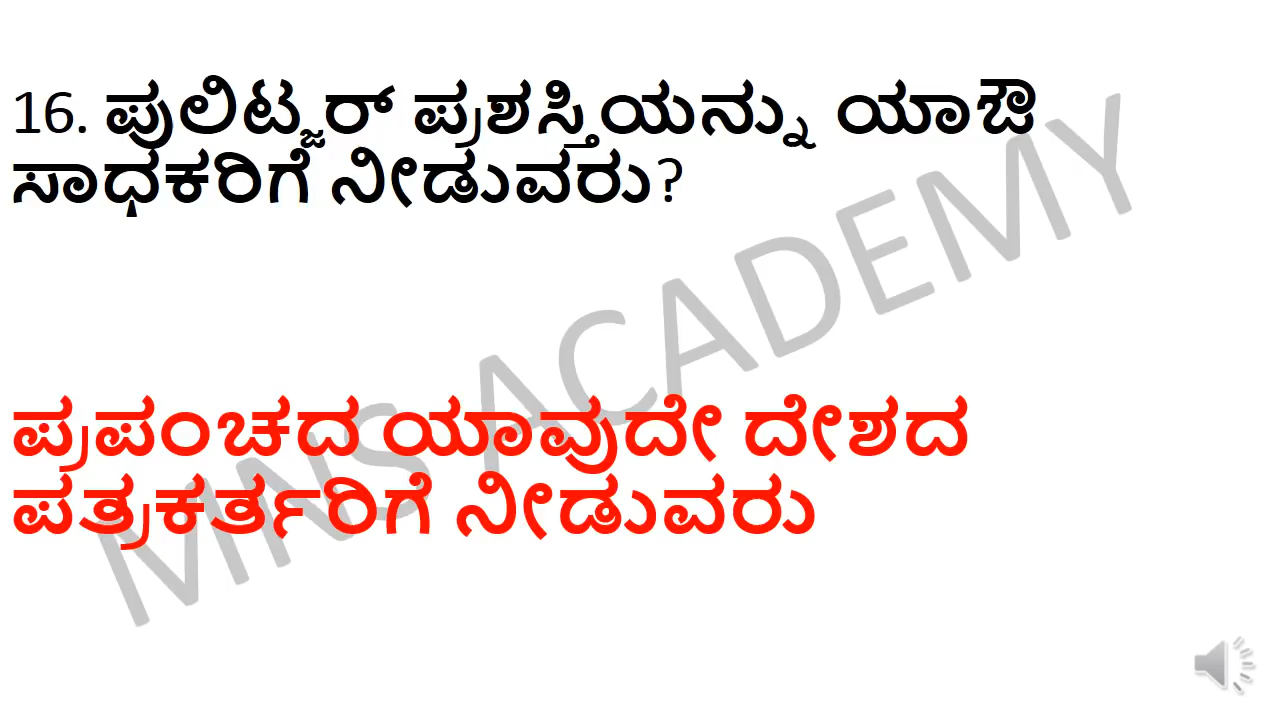 16. ಪುಲಿಟ್ಜರ್ ಪ್ರಶಸ್ತಿಯನ್ನು ಯಾಔ
ಸಾಧಕರಿಗೆ ನೀಡುವರು?
ಪ್ರಪಂಚದ ಯಾವುದೇ ದೇಶದ
ಪತ್ರಕರ್ತರಿಗೆ ನೀಡುವರು
MNS ACADEMY